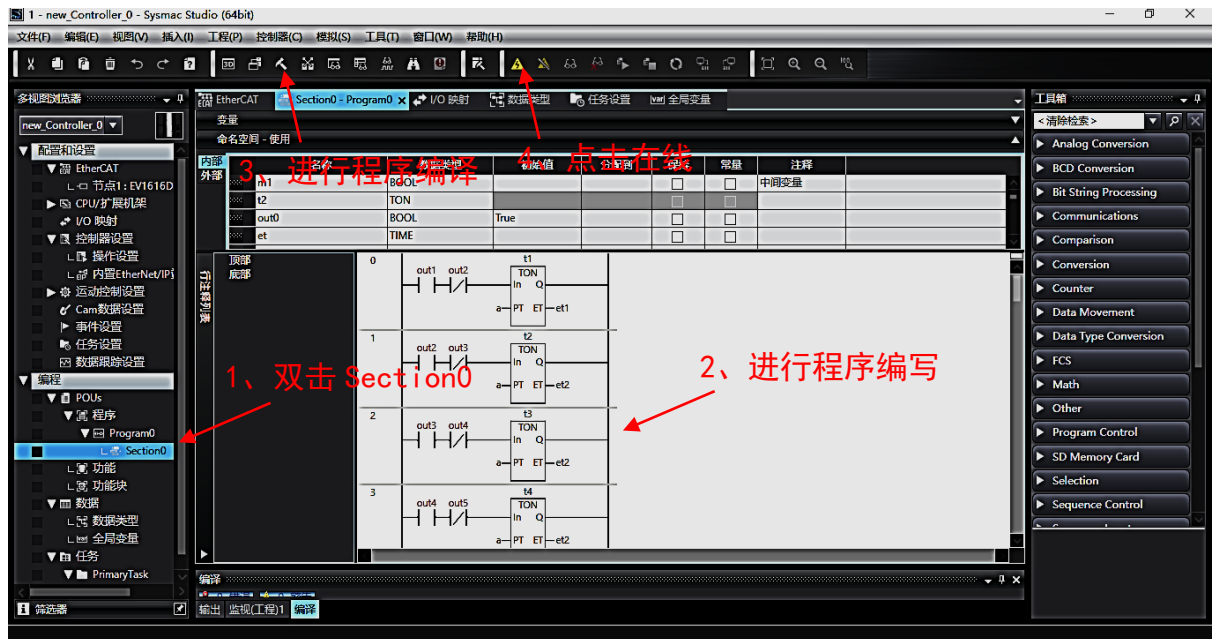 1 - new_Controller_0 - Sysmac Studio (64bit)
文件(F) 编辑(E) 视图(V) 插入(I) 工程(P) 控制器(C) 模拟(S) 工具(T) 窗口(W) 帮助(H)
多视图浏览器
new_Controller_0
配置和设置
EtherCAT
节点1 : EV1616D
CPU/扩展机架
I/O 映射
控制器设置
操作设置
内置EtherNet/IP
运动控制设置
Cam数据设置
事件设置
任务设置
数据跟踪设置
编程
POUs
程序
Program0
Section0
功能
功能块
数据
数据类型
全局变量
任务
PrimaryTask
筛选器
EtherCAT Section0 - Program0 I/O 映射 数据类型 任务设置 全局变量
变量
命名空间 - 使用
内部
外部
名称 数据类型 初始值 分配到 保持 常量 注释
m1 BOOL 中间变量
t2 TON
out0 BOOL True
et TIME
3、进行程序编译
4、点击在线
行注释列表
顶部
底部
0 out1 out2 t1
TON
In Q
a PT ET et1
1 out2 out3 t2
TON
In Q
a PT ET et2
2 out3 out4 t3
TON
In Q
a PT ET et2
3 out4 out5 t4
TON
In Q
a PT ET et2
1、双击 Section0
2、进行程序编写
编译
输出 监视(工程)1 编译
工具箱
<清除检索>
Analog Conversion
BCD Conversion
Bit String Processing
Communications
Comparison
Conversion
Counter
Data Movement
Data Type Conversion
FCS
Math
Other
Program Control
SD Memory Card
Selection
Sequence Control